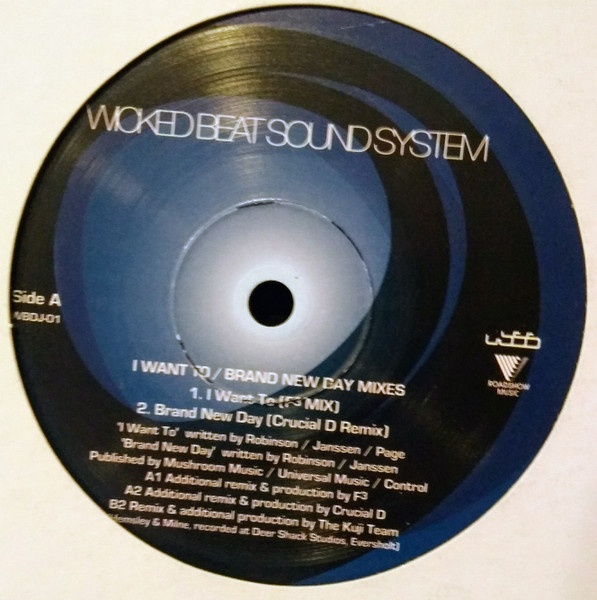 WICKED BEAT SOUND SYSTEM
Side A
WBDJ-01
ROADSHOW
MUSIC
I WANT TO / BRAND NEW DAY MIXES
1. I Want To (F³ MIX)
2. Brand New Day (Crucial D Remix)
'I Want To' written by Robinson / Janssen / Page
'Brand New Day' written by Robinson / Janssen
Published by Mushroom Music / Universal Music / Control
A1 Additional remix & production by F³
A2 Additional remix & production by Crucial D
B2 Remix & additional production by The Kuji Team
(Hemsley & Milne, recorded at Deer Shack Studios, Eversholt)